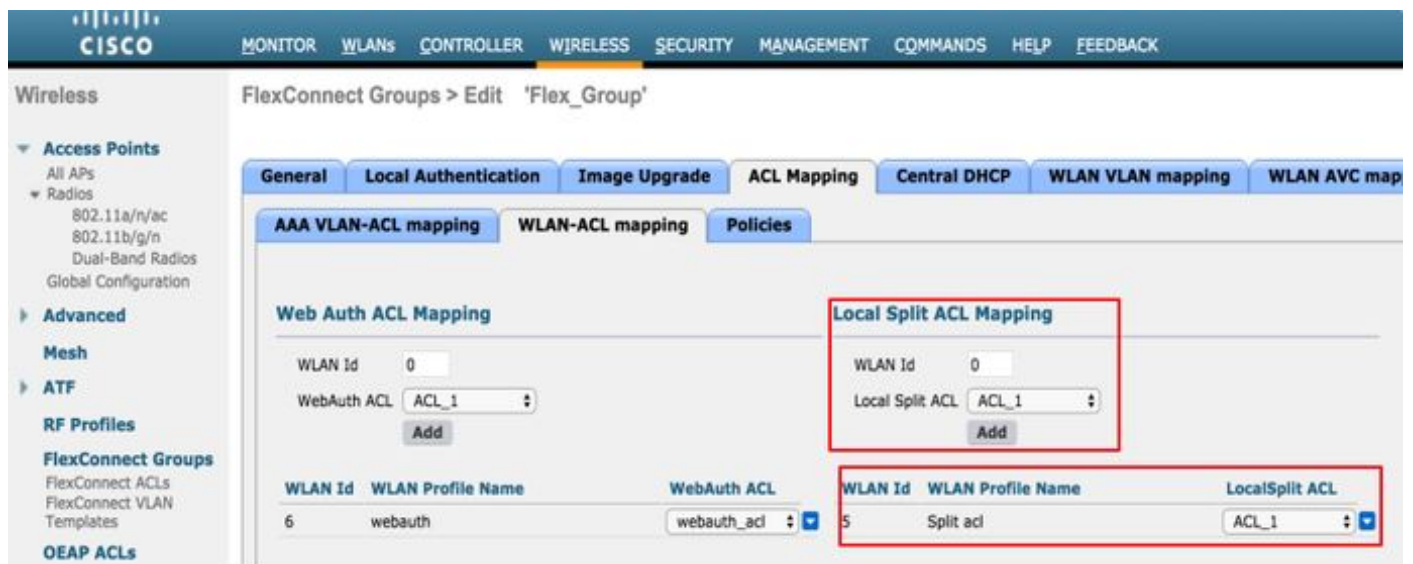 CISCO
MONITOR WLANs CONTROLLER WIRELESS SECURITY MANAGEMENT COMMANDS HELP FEEDBACK
Wireless
FlexConnect Groups > Edit 'Flex_Group'
Access Points
All APs
Radios
802.11a/n/ac
802.11b/g/n
Dual-Band Radios
Global Configuration
Advanced
Mesh
ATF
RF Profiles
FlexConnect Groups
FlexConnect ACLs
FlexConnect VLAN
Templates
OEAP ACLs
General Local Authentication Image Upgrade ACL Mapping Central DHCP WLAN VLAN mapping WLAN AVC map
AAA VLAN-ACL mapping WLAN-ACL mapping Policies
Web Auth ACL Mapping
WLAN Id 0
WebAuth ACL ACL_1
Add
WLAN Id WLAN Profile Name WebAuth ACL
6 webauth webauth_acl
Local Split ACL Mapping
WLAN Id 0
Local Split ACL ACL_1
Add
WLAN Id WLAN Profile Name LocalSplit ACL
5 Split acl ACL_1